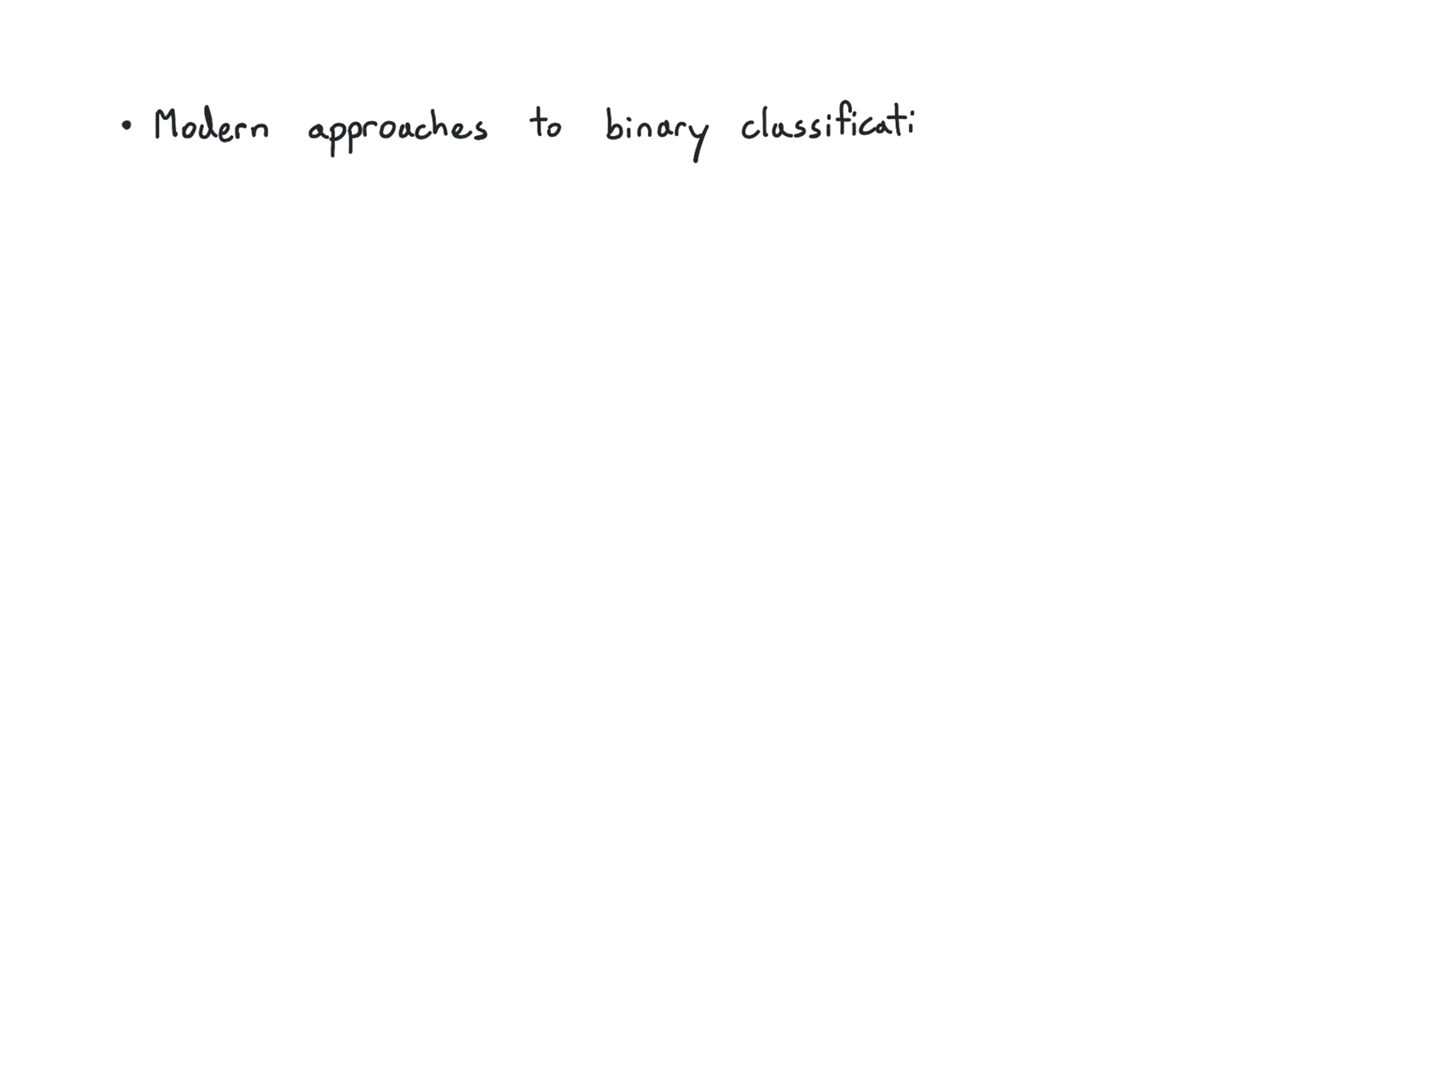 • Modern approaches to binary classificati